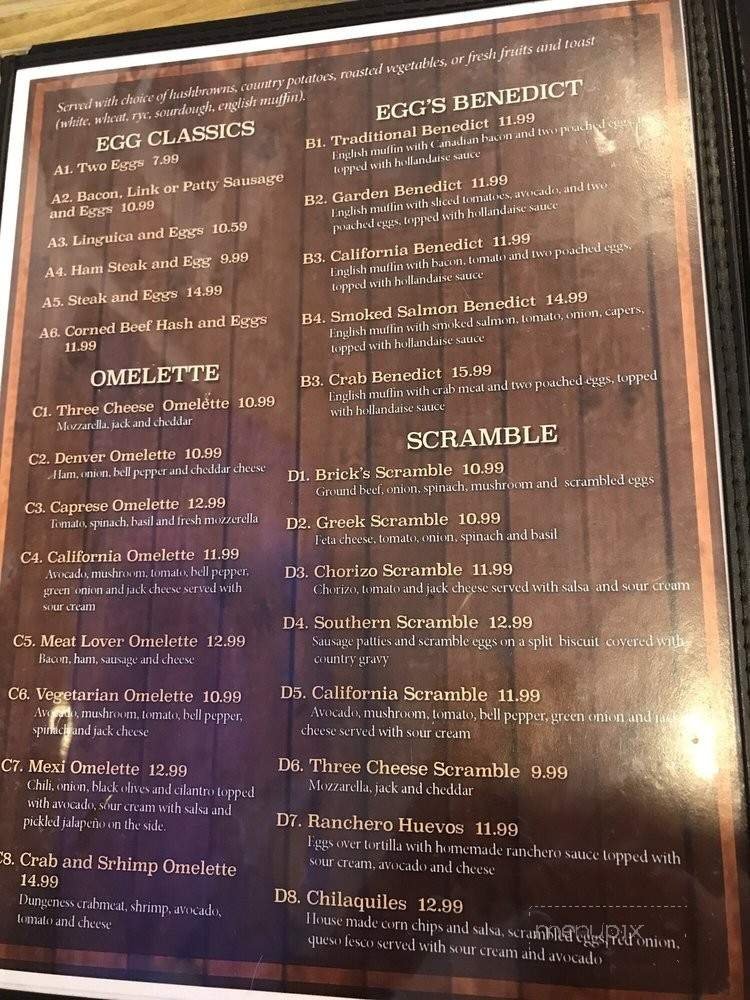 Served with choice of hashbrowns, country potatoes, roasted vegetables, or fresh fruits and toast
(white, wheat, rye, sourdough, english muffin).
EGG CLASSICS
A1. Two Eggs 7.99
A2. Bacon, Link or Patty Sausage
and Eggs 10.99
A3. Linguica and Eggs 10.59
A4. Ham Steak and Egg 9.99
A5. Steak and Eggs 14.99
A6. Corned Beef Hash and Eggs
11.99
OMELETTE
C1. Three Cheese Omelette 10.99
Mozzarella, jack and cheddar
C2. Denver Omelette 10.99
Ham, onion, bell pepper and cheddar cheese
C3. Caprese Omelette 12.99
Tomato, spinach, basil and fresh mozzerella
C4. California Omelette 11.99
Avocado, mushroom, tomato, bell pepper,
green onion and jack cheese served with
sour cream
C5. Meat Lover Omelette 12.99
Bacon, ham, sausage and cheese
C6. Vegetarian Omelette 10.99
Avocado, mushroom, tomato, bell pepper,
spinach and jack cheese
C7. Mexi Omelette 12.99
Chili, onion, black olives and cilantro topped
with avocado, sour cream with salsa and
pickled jalapeño on the side.
C8. Crab and Srhimp Omelette
14.99
Dungeness crabmeat, shrimp, avocado,
tomato and cheese
EGG'S BENEDICT
B1. Traditional Benedict 11.99
English muffin with Canadian bacon and two poached eggs,
topped with hollandaise sauce
B2. Garden Benedict 11.99
English muffin with sliced tomatoes, avocado, and two
poached eggs, topped with hollandaise sauce
B3. California Benedict 11.99
English muffin with bacon, tomato and two poached eggs,
topped with hollandaise sauce
B4. Smoked Salmon Benedict 14.99
English muffin with smoked salmon, tomato, onion, capers,
topped with hollandaise sauce
B3. Crab Benedict 15.99
English muffin with crab meat and two poached eggs, topped
with hollandaise sauce
SCRAMBLE
D1. Brick's Scramble 10.99
Ground beef, onion, spinach, mushroom and scrambled eggs
D2. Greek Scramble 10.99
Feta cheese, tomato, onion, spinach and basil
D3. Chorizo Scramble 11.99
Chorizo, tomato and jack cheese served with salsa and sour cream
D4. Southern Scramble 12.99
Sausage patties and scramble eggs on a split biscuit covered with
country gravy
D5. California Scramble 11.99
Avocado, mushroom, tomato, bell pepper, green onion and jack
cheese served with sour cream
D6. Three Cheese Scramble 9.99
Mozzarella, jack and cheddar
D7. Ranchero Huevos 11.99
Eggs over tortilla with homemade ranchero sauce topped with
sour cream, avocado and cheese
D8. Chilaquiles 12.99
House made corn chips and salsa, scrambled eggs, red onion,
queso fesco served with sour cream and avocado
menupix